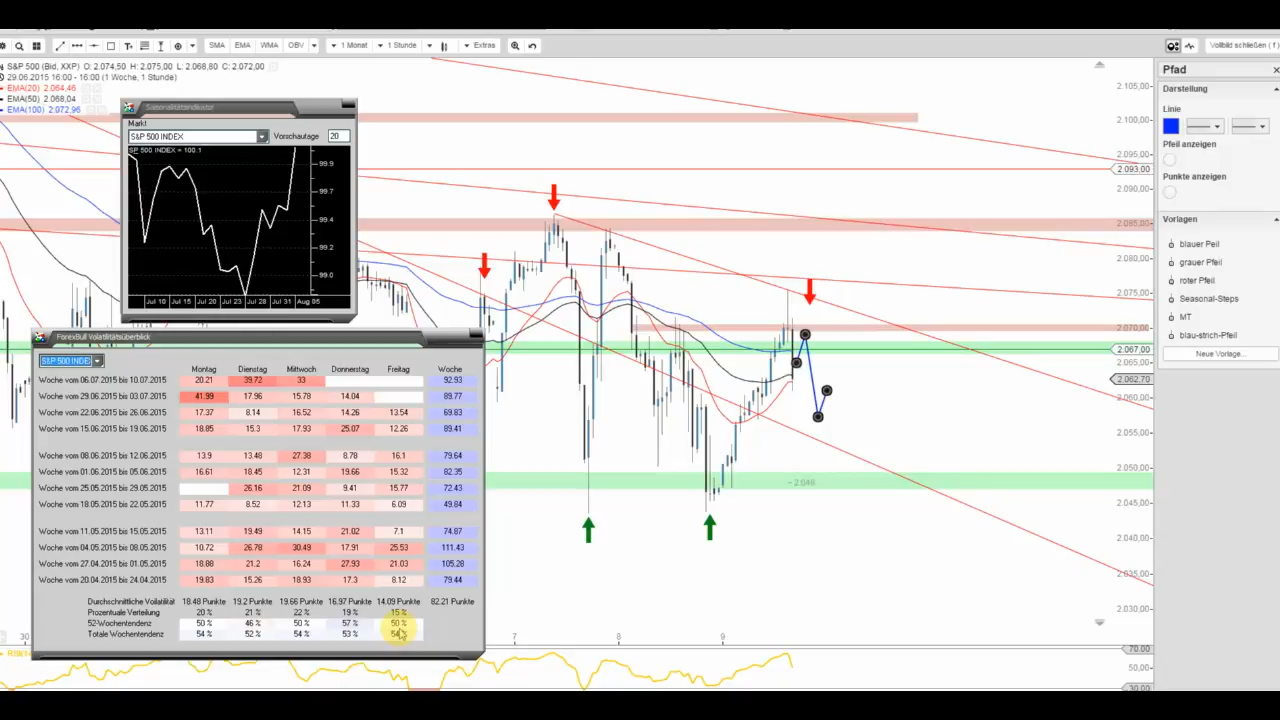 SMA EMA WMA OBV 1 Monat 1 Stunde Extras Vollbild schließen ( f )
S&P 500 (Bid, XXP) O: 2.074,50 H: 2.075,00 L: 2.068,80 C: 2.072,00
29.06.2015 16:00 - 16:00 (1 Woche, 1 Stunde)
EMA(20) 2.064,46
EMA(50) 2.068,04
EMA(100) 2.072,96
Saisonalitätsindikator
Markt
S&P 500 INDEX Vorschautage 20
SP 500 INDEX = 100.1
99.9
99.7
99.4
99.2
99.0
Jul 10 Jul 15 Jul 20 Jul 23 Jul 28 Jul 31 Aug 05
ForexBull Volatilitätsüberblick
S&P 500 INDE
Montag Dienstag Mittwoch Donnerstag Freitag Woche
Woche vom 06.07.2015 bis 10.07.2015 20.21 39.72 33 92.93
Woche vom 29.06.2015 bis 03.07.2015 41.99 17.96 15.78 14.04 89.77
Woche vom 22.06.2015 bis 26.06.2015 17.37 8.14 16.52 14.26 13.54 69.83
Woche vom 15.06.2015 bis 19.06.2015 18.85 15.3 17.93 25.07 12.26 89.41
Woche vom 08.06.2015 bis 12.06.2015 13.9 13.48 27.38 8.78 16.1 79.64
Woche vom 01.06.2015 bis 05.06.2015 16.61 18.45 12.31 19.66 15.32 82.35
Woche vom 25.05.2015 bis 29.05.2015 26.16 21.09 9.41 15.77 72.43
Woche vom 18.05.2015 bis 22.05.2015 11.77 8.52 12.13 11.33 6.09 49.84
Woche vom 11.05.2015 bis 15.05.2015 13.11 19.49 14.15 21.02 7.1 74.87
Woche vom 04.05.2015 bis 08.05.2015 10.72 26.78 30.49 17.91 25.53 111.43
Woche vom 27.04.2015 bis 01.05.2015 18.88 21.2 16.24 27.93 21.03 105.28
Woche vom 20.04.2015 bis 24.04.2015 19.83 15.26 18.93 17.3 8.12 79.44
Durchschnittliche Volatilität 18.48 Punkte 19.2 Punkte 19.66 Punkte 16.97 Punkte 14.09 Punkte 82.21 Punkte
Prozentuale Verteilung 20 % 21 % 22 % 19 % 15 %
52-Wochentendenz 50 % 46 % 50 % 57 % 50 %
Totale Wochentendenz 54 % 52 % 54 % 53 %
~ 2.048
2.105,00
2.100,00
2.095,00
2.093,00
2.090,00
2.085,00
2.080,00
2.075,00
2.070,00
2.067,00
2.062,70
2.060,00
2.055,00
2.050,00
2.045,00
2.040,00
2.035,00
2.030,00
30 7 8 9
70.00
50,00
30.00
Pfad
Darstellung
Linie
Pfeil anzeigen
Punkte anzeigen
Vorlagen
blauer Peil
grauer Pfeil
roter Pfeil
Seasonal-Steps
MT
blau-strich-Pfeil
Neue Vorlage...